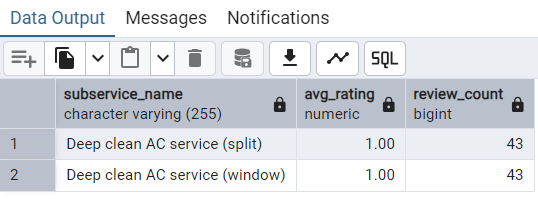 Data Output Messages Notifications
SQL
subservice_name avg_rating review_count
character varying (255) numeric bigint
1 Deep clean AC service (split) 1.00 43
2 Deep clean AC service (window) 1.00 43